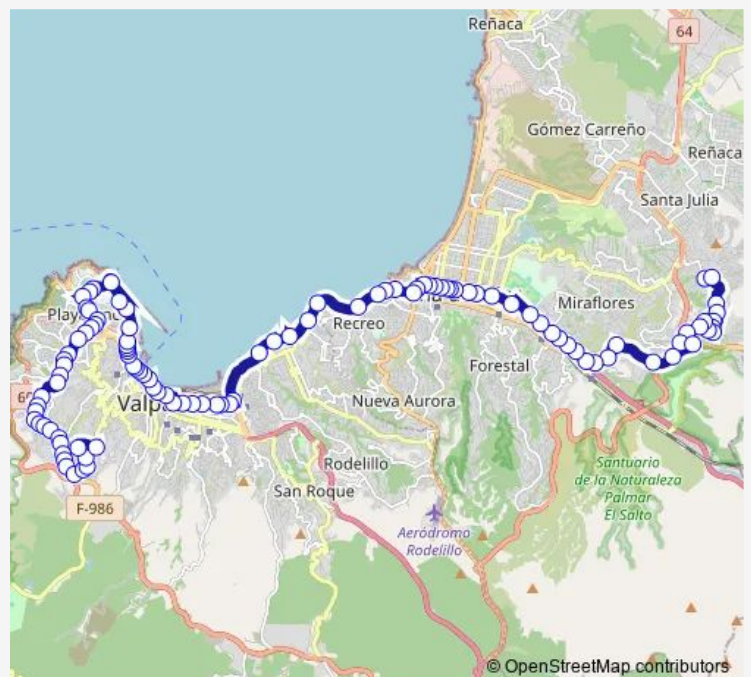 Reñaca
64
Gómez Carreño
Reñaca
Santa Julia
Miraflores
Recreo
Forestal
Nueva Aurora
Rodelillo
San Roque
F-986
Aeródromo
Rodelillo
Santuario
de la Naturaleza
Palmar
El Salto
© OpenStreetMap contributors